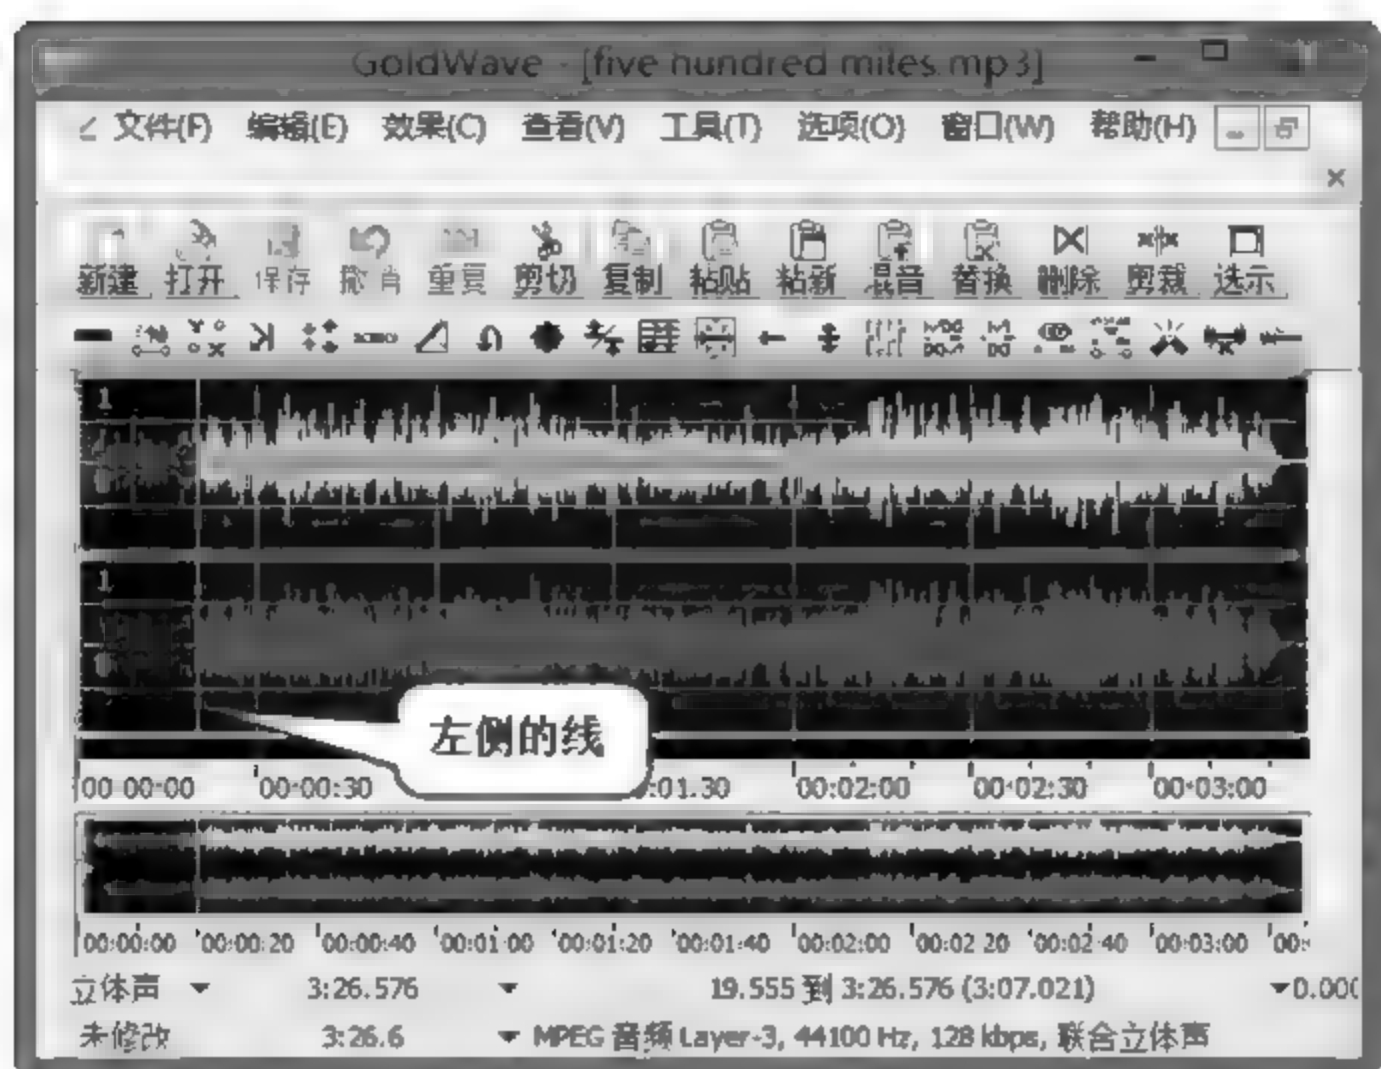 GoldWave - [five hundred miles.mp3]
文件(F) 编辑(E) 效果(C) 查看(V) 工具(T) 选项(O) 窗口(W) 帮助(H)
新建 打开 保存 撤消 重复 剪切 复制 粘贴 粘新 混音 替换 删除 剪裁 选示
1
1
左侧的线
00:00:00 00:00:30 :01:30 00:02:00 00:02:30 00:03:00
00:00:00 00:00:20 00:00:40 00:01:00 00:01:20 00:01:40 00:02:00 00:02:20 00:02:40 00:03:00 00:
立体声 3:26.576 19.555 到 3:26.576 (3:07.021) 0.000
未修改 3:26.6 MPEG 音频 Layer-3, 44100 Hz, 128 kbps, 联合立体声